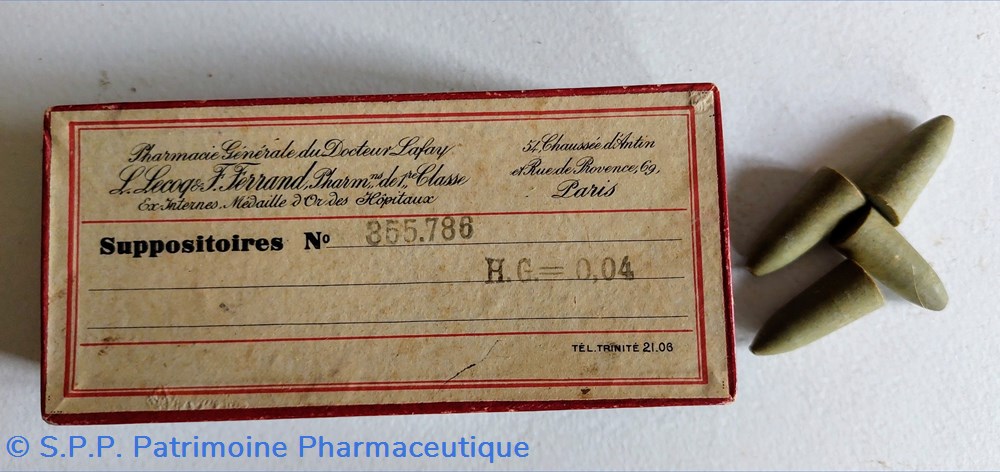 Pharmacie Générale du Docteur Lafay
L. Lecoq & F. Ferrand, Pharm.ns de 1re Classe
Ex-Internes, Médaille d'Or des Hôpitaux
54, Chaussée d'Antin
et Rue de Provence, 69,
Paris
Suppositoires No 355.786
H.G. = 0,04
TÉL. TRINITÉ 21.06
© S.P.P. Patrimoine Pharmaceutique